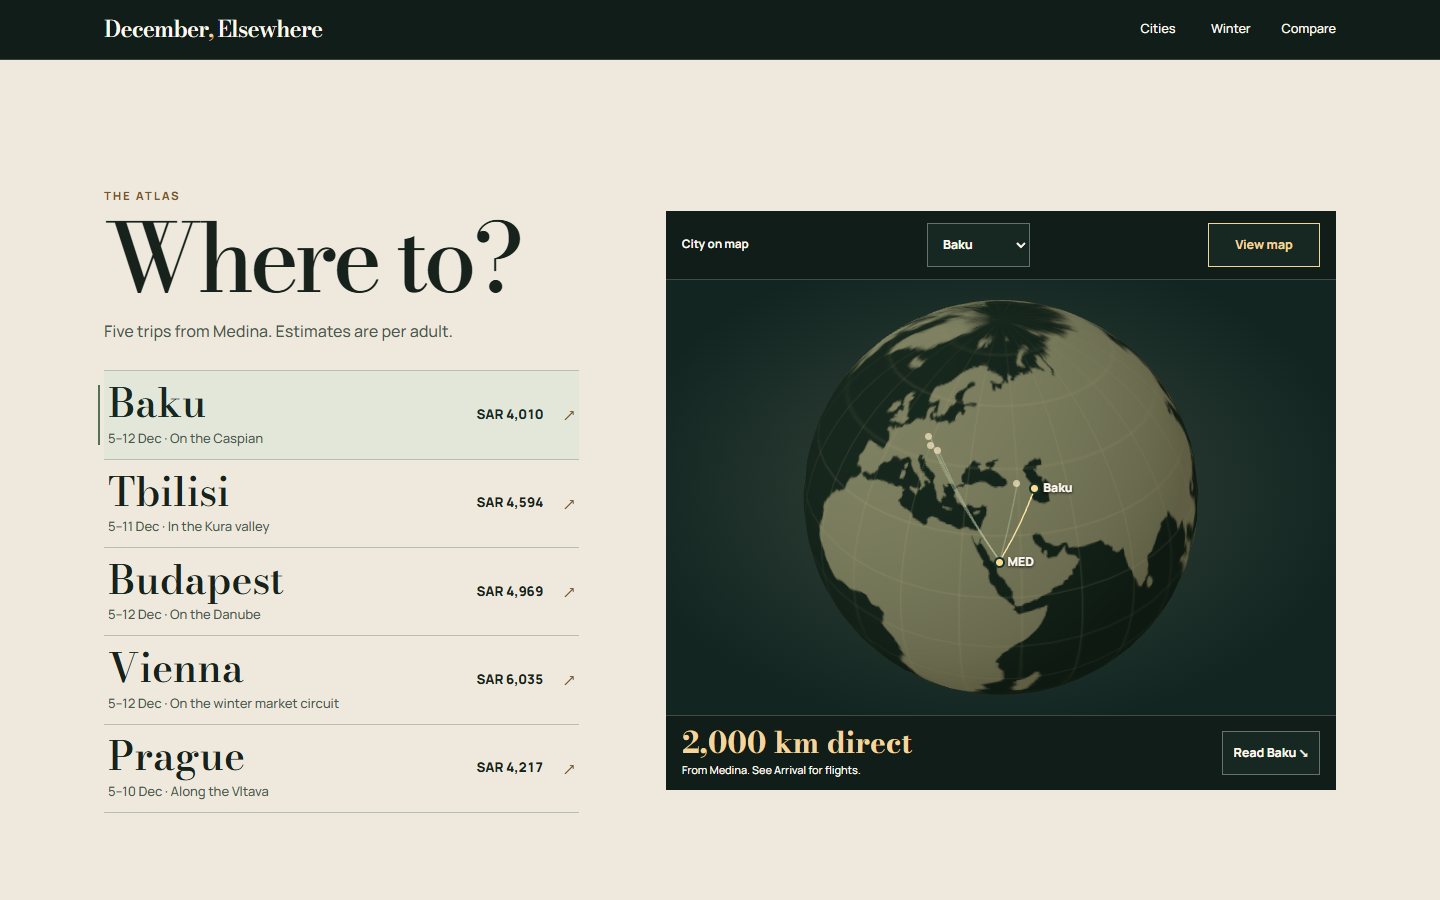 December, Elsewhere
Cities Winter Compare
THE ATLAS
Where to?
Five trips from Medina. Estimates are per adult.
Baku
SAR 4,010 ↗
5–12 Dec · On the Caspian
Tbilisi
SAR 4,594 ↗
5–11 Dec · In the Kura valley
Budapest
SAR 4,969 ↗
5–12 Dec · On the Danube
Vienna
SAR 6,035 ↗
5–12 Dec · On the winter market circuit
Prague
SAR 4,217 ↗
5–10 Dec · Along the Vltava
City on map
Baku
View map
Baku
MED
2,000 km direct
From Medina. See Arrival for flights.
Read Baku ↘